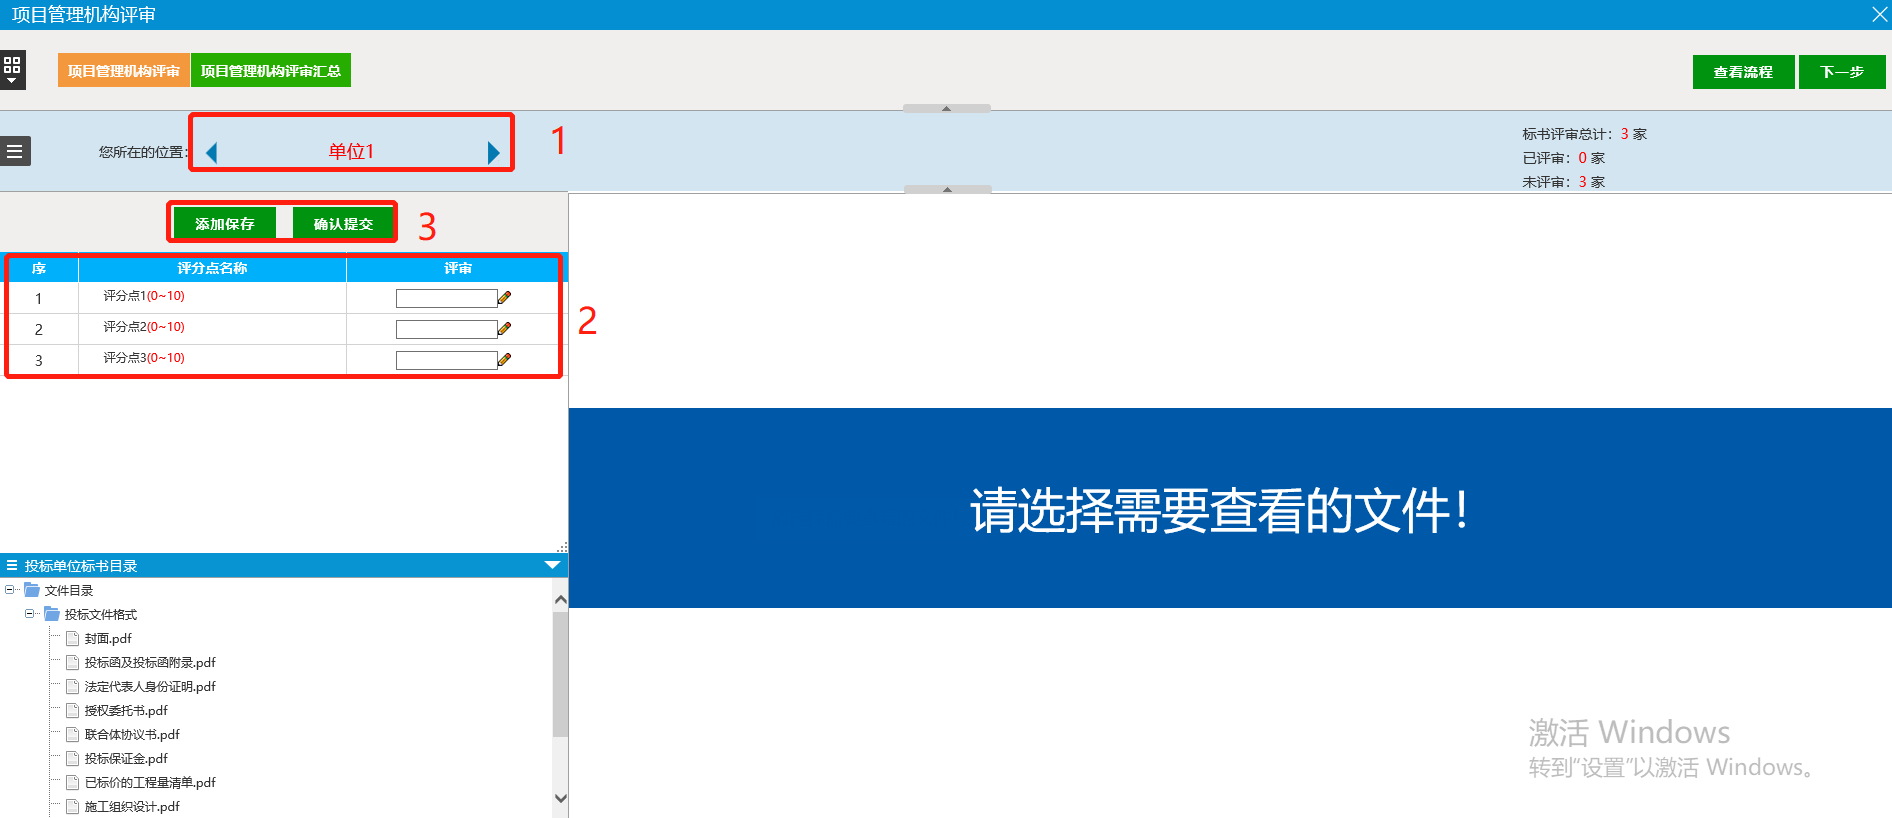 项目管理机构评审
项目管理机构评审 项目管理机构评审汇总 查看流程 下一步
您所在的位置: 单位1 1
标书评审总计: 3 家
已评审: 0 家
未评审: 3 家
添加保存 确认提交 3
序 评分点名称 评审
1 评分点1(0~10)
2 评分点2(0~10)
3 评分点3(0~10)
2
请选择需要查看的文件!
投标单位标书目录
文件目录
投标文件格式
封面.pdf
投标函及投标函附录.pdf
法定代表人身份证明.pdf
授权委托书.pdf
联合体协议书.pdf
投标保证金.pdf
已标价的工程量清单.pdf
施工组织设计.pdf
激活 Windows
转到“设置”以激活 Windows。